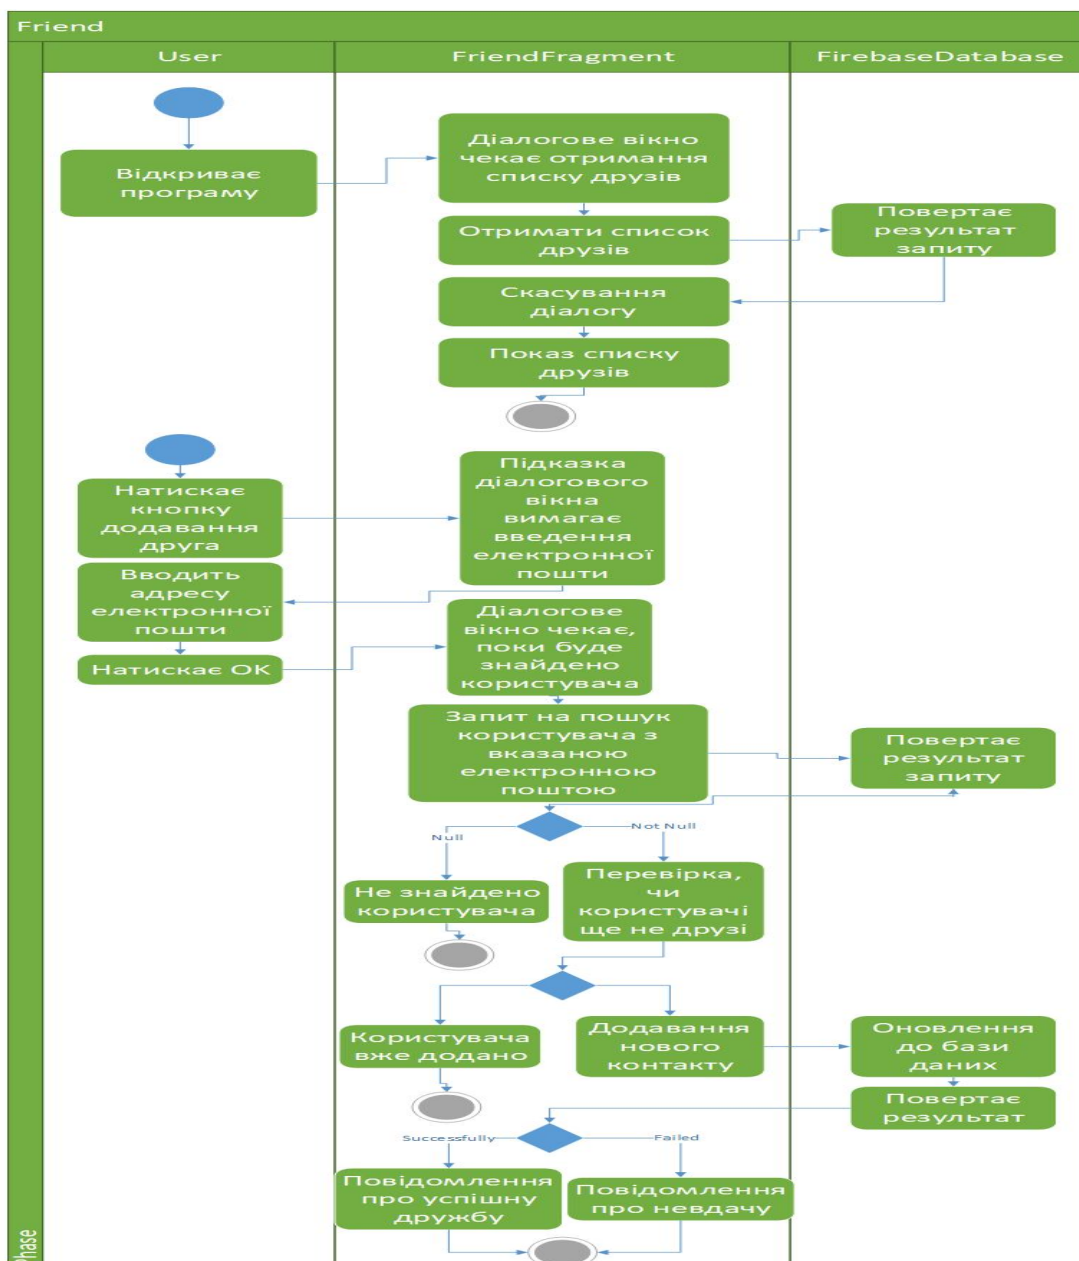 Friend
User
FriendFragment
FirebaseDatabase
Відкриває
програму
Діалогове вікно
чекає отримання
списку друзів
Отримати список
друзів
Повертає
результат
запиту
Скасування
діалогу
Показ списку
друзів
Натискає
кнопку
додавання
друга
Підказка
діалогового
вікна
вимагає
введення
електронної
пошти
Вводить
адресу
електронної
пошти
Натискає OK
Діалогове
вікно чекає,
поки буде
знайдено
користувача
Запит на пошук
користувача з
вказаною
електронною
поштою
Повертає
результат
запиту
Null
Not Null
Не знайдено
користувача
Перевірка,
чи
користувачі
ще не друзі
Користувача
вже додано
Додавання
нового
контакту
Оновлення
до бази
даних
Повертає
результат
Successfully
Failed
Повідомлення
про успішну
дружбу
Повідомлення
про невдачу
Phase